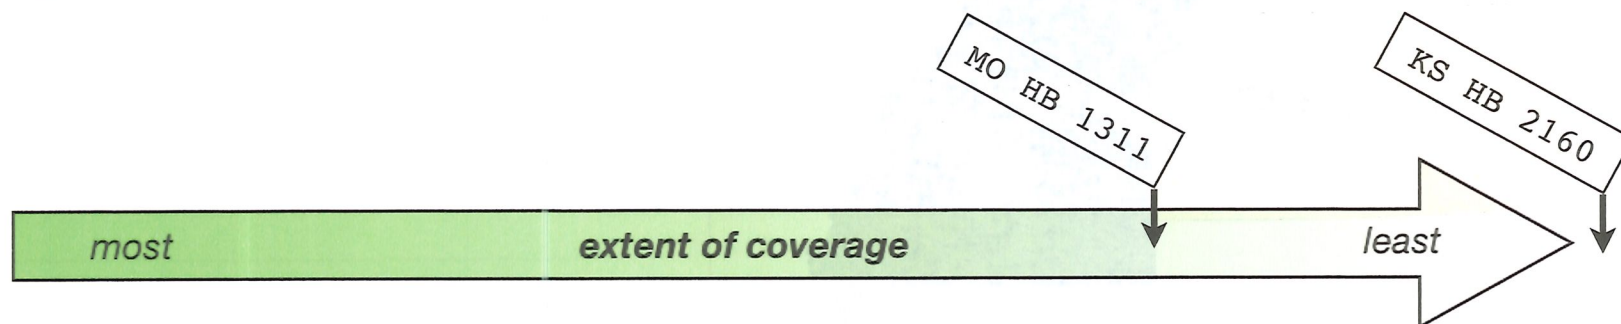 MO HB 1311
KS HB 2160
most
extent of coverage
least